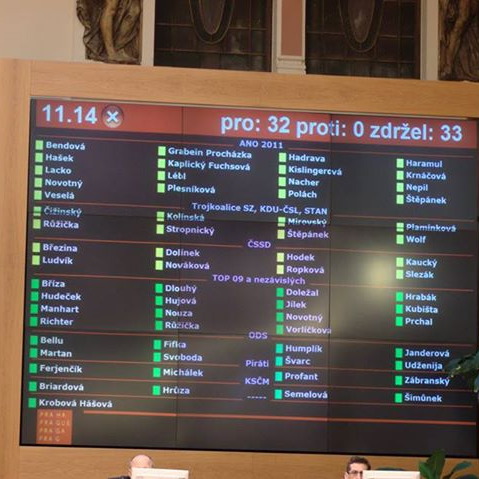 11.14 pro: 32 proti: 0 zdržel: 33
ANO 2011
Bendová Grabein Procházka Hadrava Haramul
Hašek Kaplický Fuchsová Kislingerová Krnáčová
Lacko Lébl Nacher Nepil
Novotný Plesníková Polách Štěpánek
Veselá
Trojkoalice SZ, KDU-ČSL, STAN
Čižinský Kolínská Mirovský Plamínková
Růžička Stropnický Štěpánek Wolf
ČSSD
Březina Dolínek Hodek Kaucký
Ludvík Nováková Ropková Slezák
TOP 09 a nezávislých
Bříza Dlouhý Doležal Hrabák
Hudeček Hujová Jílek Kubišta
Manhart Nouza Novotný Prchal
Richter Růžička Vorlíčková
ODS
Bellu Fifka Humplík Janderová
Martan Svoboda Švarc Udženija
Piráti
Ferjenčík Michálek Profant Zábranský
KSČM
Briardová Hrůza Semelová Šimůnek
-----
Krobová Hášová
PRA HA
PRA GUE
PRA GA
PRA G